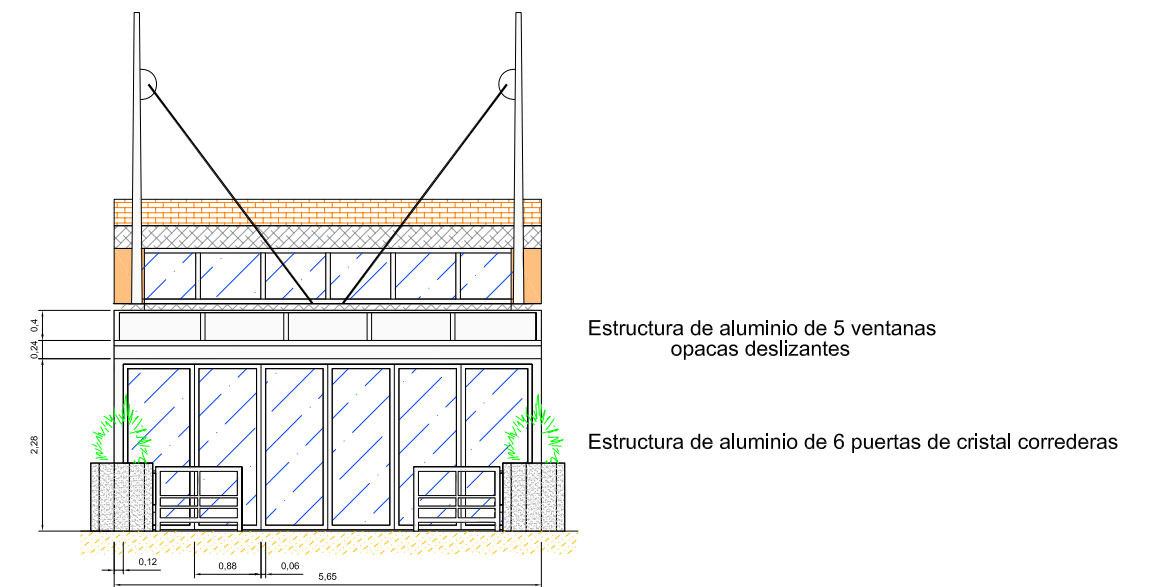 0,4
0,24
2,28
Estructura de aluminio de 5 ventanas
opacas deslizantes
Estructura de aluminio de 6 puertas de cristal correderas
0,12
0,88
0,06
5,65